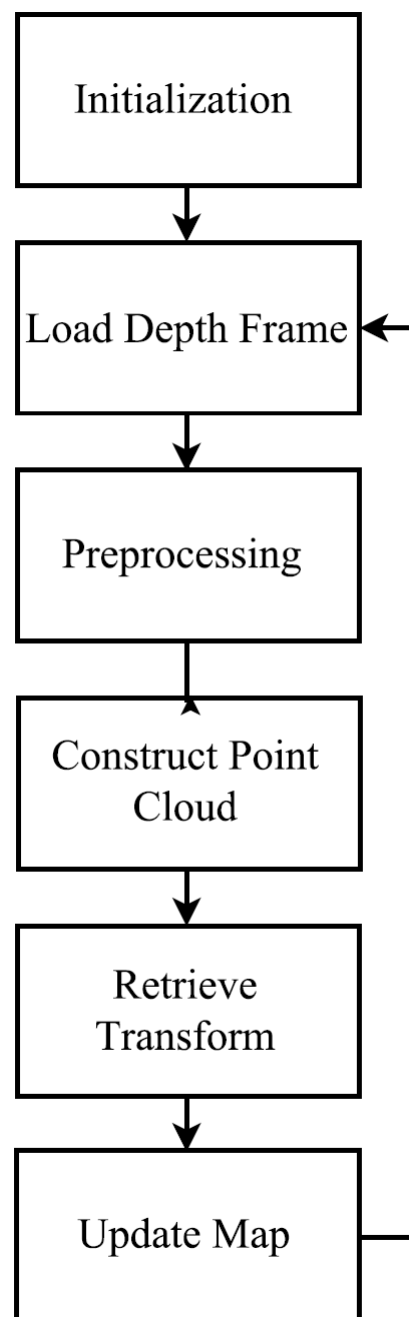 Initialization
Load Depth Frame
Preprocessing
Construct Point
Cloud
Retrieve
Transform
Update Map